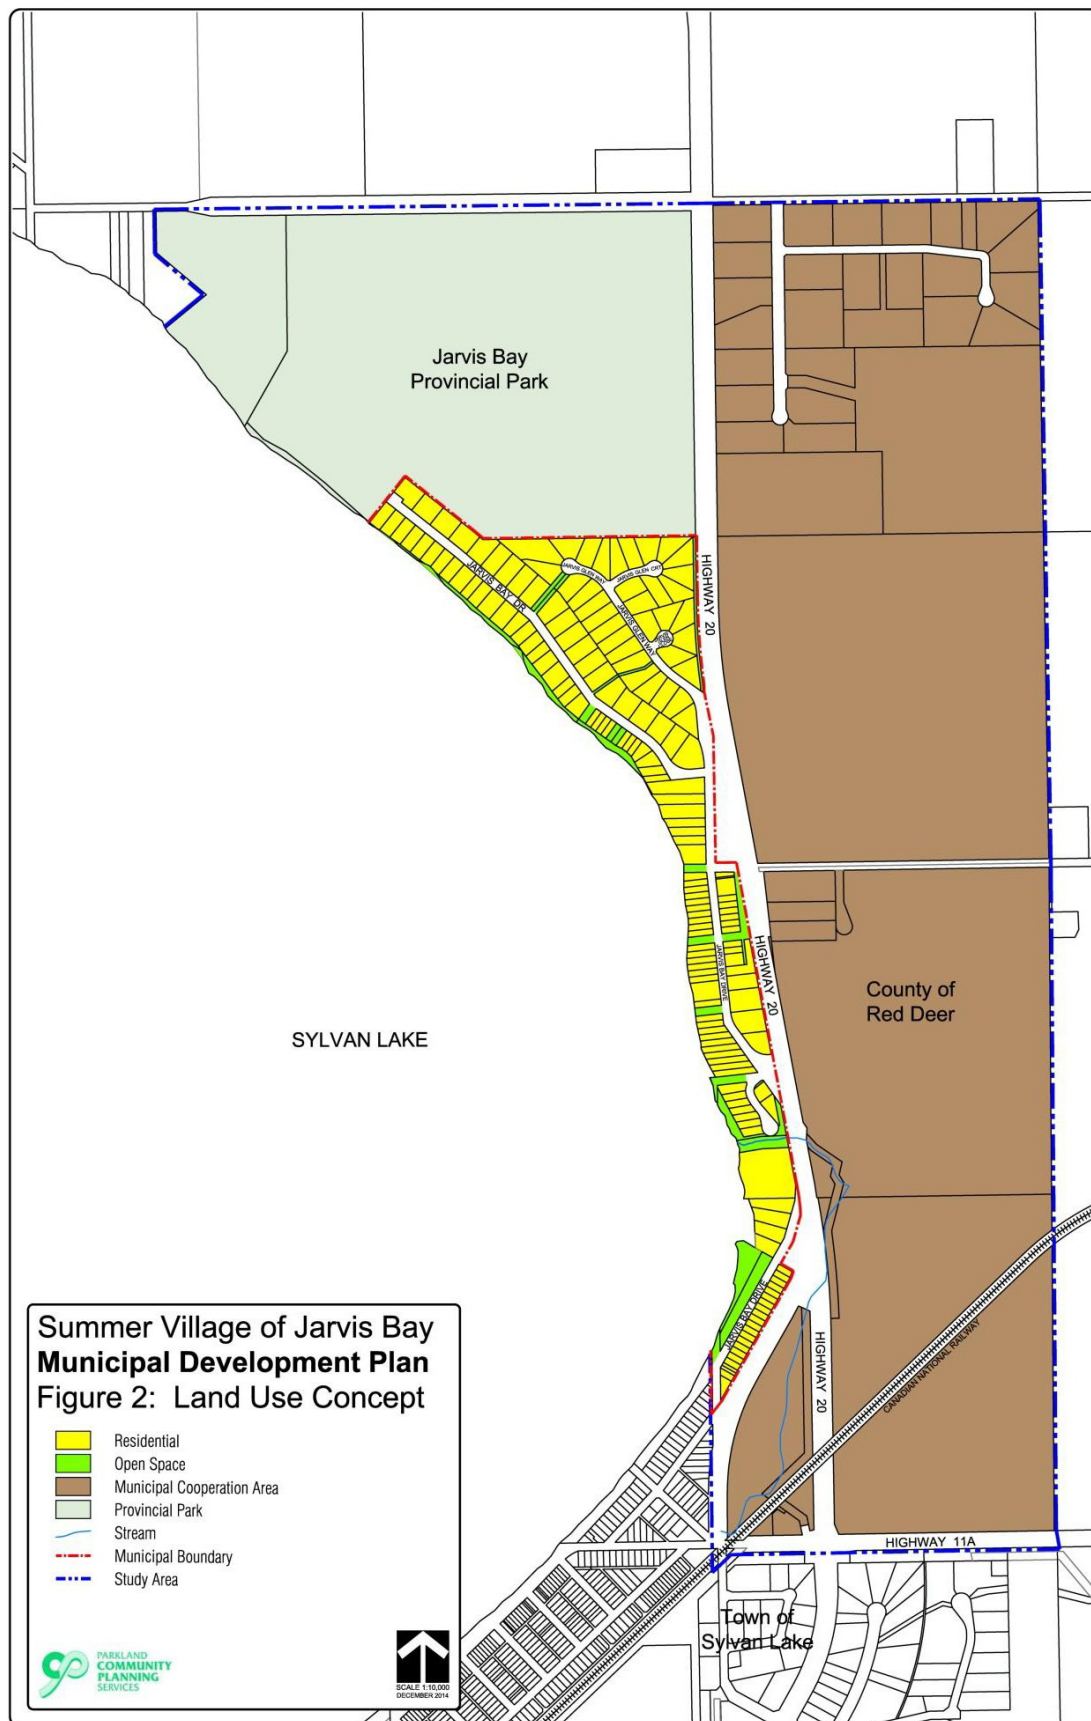 Jarvis Bay
Provincial Park
JARVIS BAY DR
JARVIS GLEN WAY
JARVIS GLEN CRT
JARVIS GLEN WAY
HIGHWAY 20
JARVIS BAY DRIVE
HIGHWAY 20
County of
Red Deer
SYLVAN LAKE
JARVIS BAY DRIVE
HIGHWAY 20
CANADIAN NATIONAL RAILWAY
HIGHWAY 11A
Town of
Sylvan Lake
Summer Village of Jarvis Bay
Municipal Development Plan
Figure 2: Land Use Concept
Residential
Open Space
Municipal Cooperation Area
Provincial Park
Stream
Municipal Boundary
Study Area
PARKLAND
COMMUNITY
PLANNING
SERVICES
SCALE 1:10,000
DECEMBER 2014